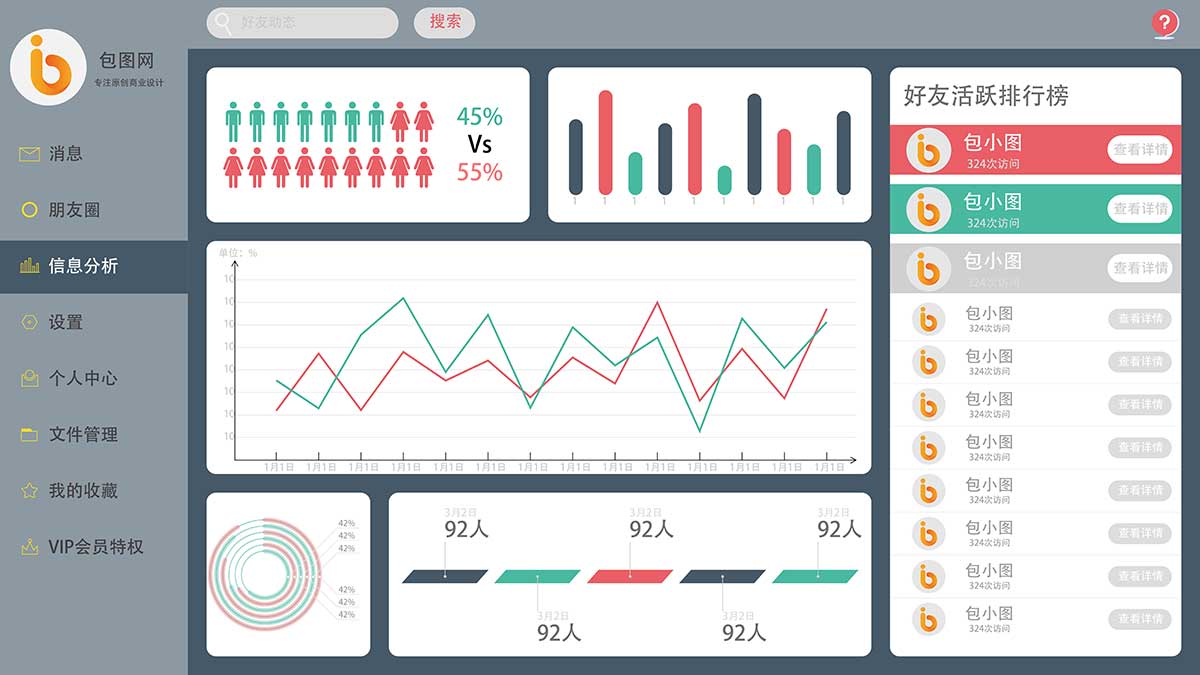 好友动态
搜索
?
包图网
专注原创商业设计
消息
朋友圈
信息分析
设置
个人中心
文件管理
我的收藏
VIP会员特权
45%
Vs
55%
1 1 1 1 1 1 1 1 1 1
单位：%
10
10
10
10
10
10
10
10
1月1日 1月1日 1月1日 1月1日 1月1日 1月1日 1月1日 1月1日 1月1日 1月1日 1月1日 1月1日 1月1日 1月1日
42%
42%
42%
42%
42%
42%
3月2日 3月2日 3月2日
92人 92人 92人
3月2日 3月2日
92人 92人
好友活跃排行榜
包小图
324次访问
查看详情
包小图
324次访问
查看详情
包小图
324次访问
查看详情
包小图
324次访问
查看详情
包小图
324次访问
查看详情
包小图
324次访问
查看详情
包小图
324次访问
查看详情
包小图
324次访问
查看详情
包小图
324次访问
查看详情
包小图
324次访问
查看详情
包小图
324次访问
查看详情